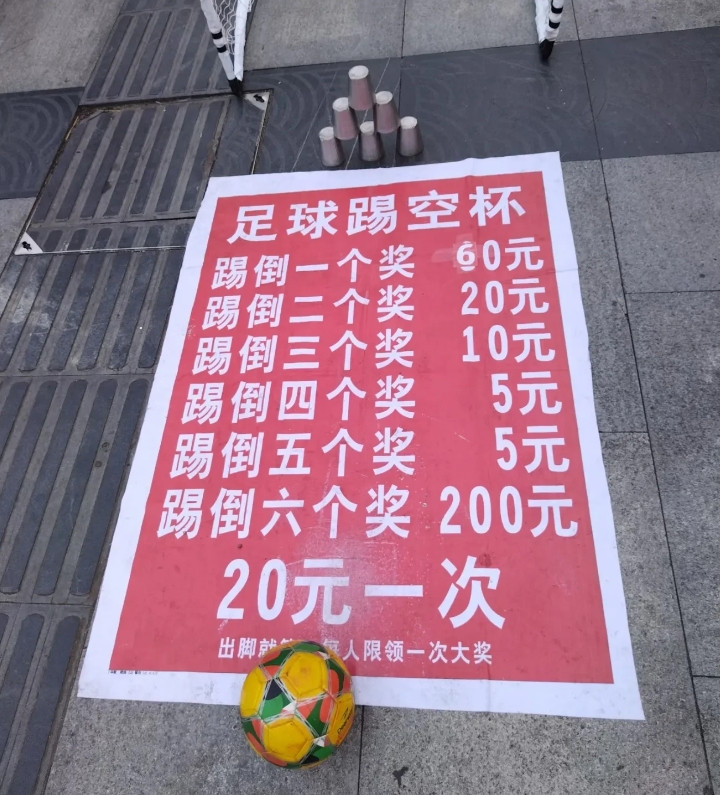 足球踢空杯
踢倒一个奖 60元
踢倒二个奖 20元
踢倒三个奖 10元
踢倒四个奖 5元
踢倒五个奖 5元
踢倒六个奖 200元
20元一次
出脚就 人限领一次大奖